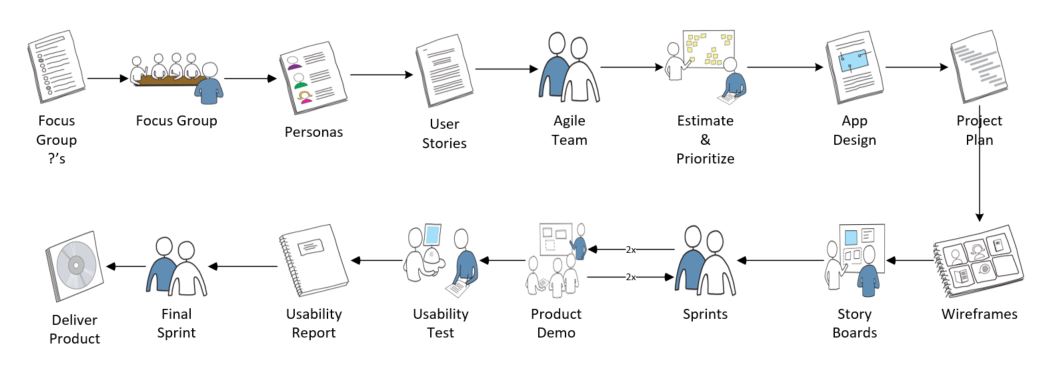 Focus
Group
?'s
Focus Group
Personas
User
Stories
Agile
Team
Estimate
&
Prioritize
App
Design
Project
Plan
Deliver
Product
Final
Sprint
Usability
Report
Usability
Test
Product
Demo
2x
2x
Sprints
Story
Boards
Wireframes